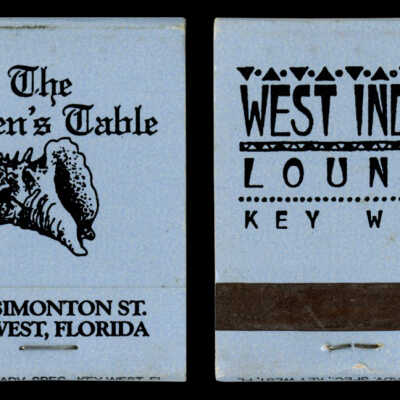 The
en's Table
SIMONTON ST.
WEST, FLORIDA
WEST IND
LOUN
KEY W